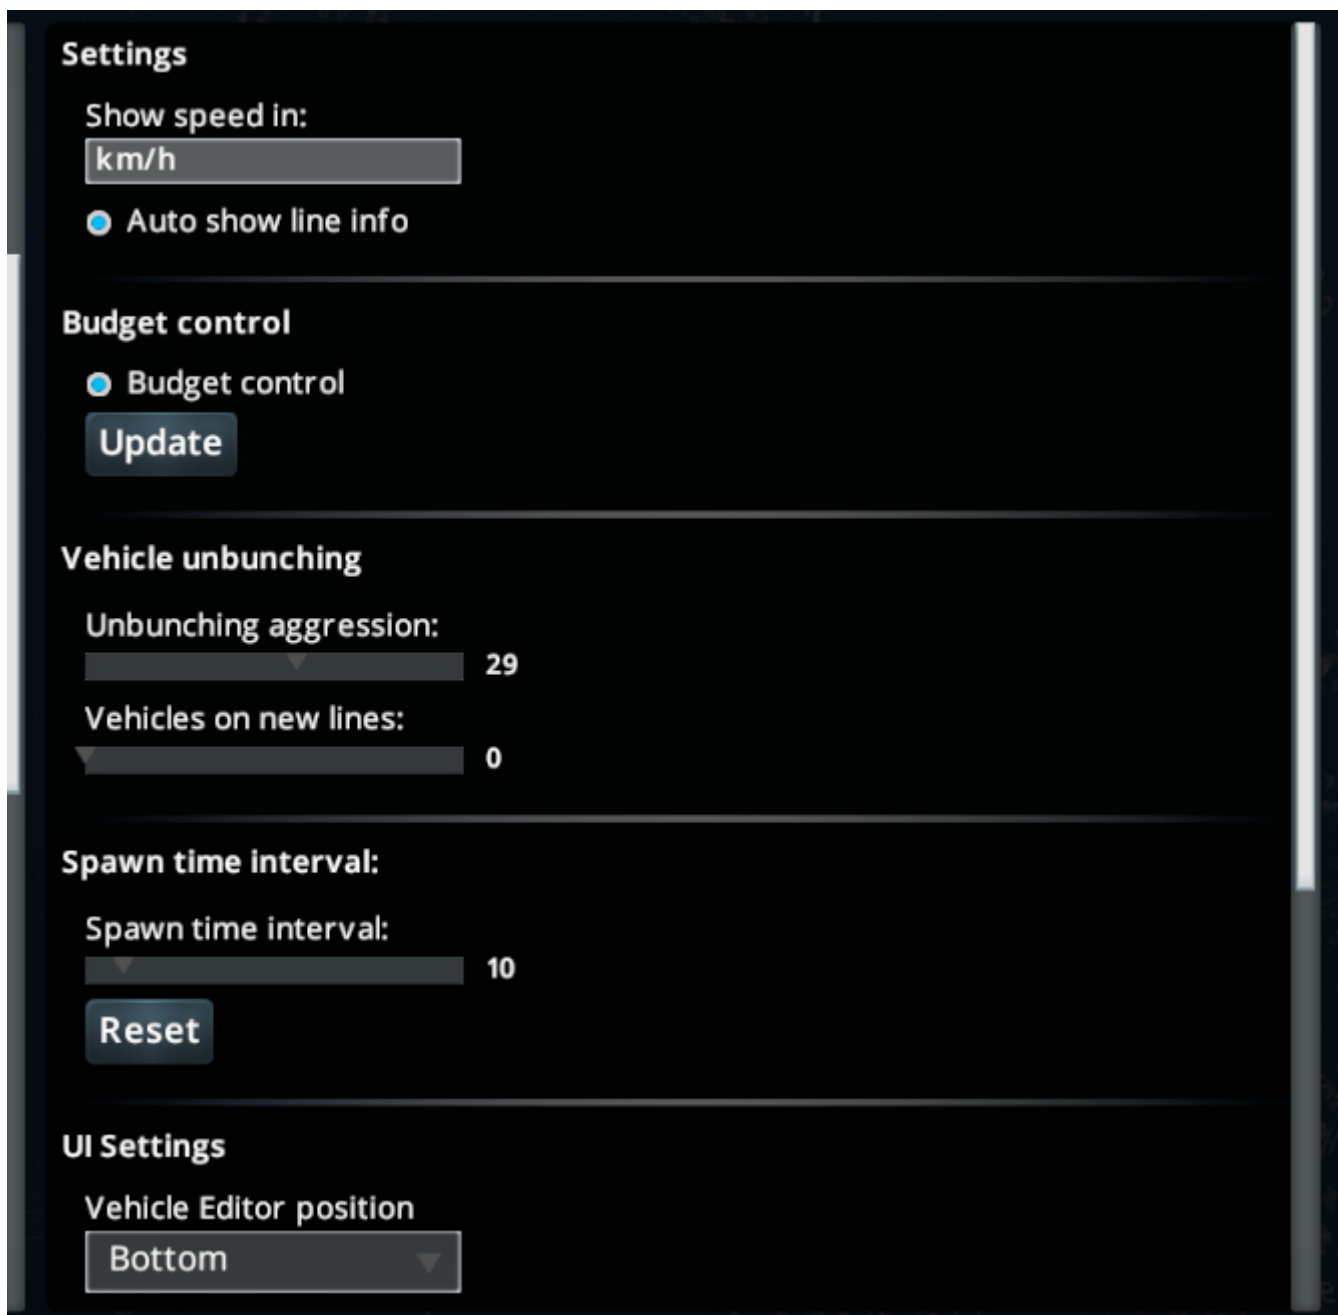 Settings
Show speed in:
km/h
Auto show line info
Budget control
Budget control
Update
Vehicle unbunching
Unbunching aggression:
29
Vehicles on new lines:
0
Spawn time interval:
Spawn time interval:
10
Reset
UI Settings
Vehicle Editor position
Bottom